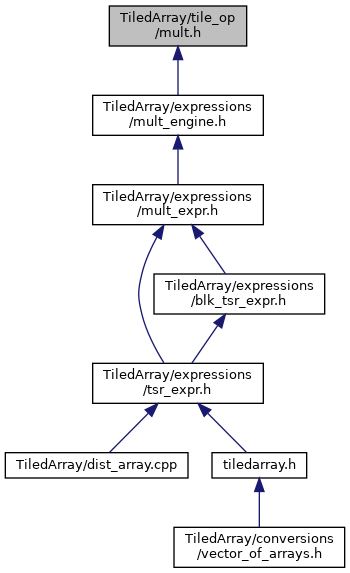 TiledArray/tile_op
/mult.h
TiledArray/expressions
/mult_engine.h
TiledArray/expressions
/mult_expr.h
TiledArray/expressions
/blk_tsr_expr.h
TiledArray/expressions
/tsr_expr.h
TiledArray/dist_array.cpp
tiledarray.h
TiledArray/conversions
/vector_of_arrays.h